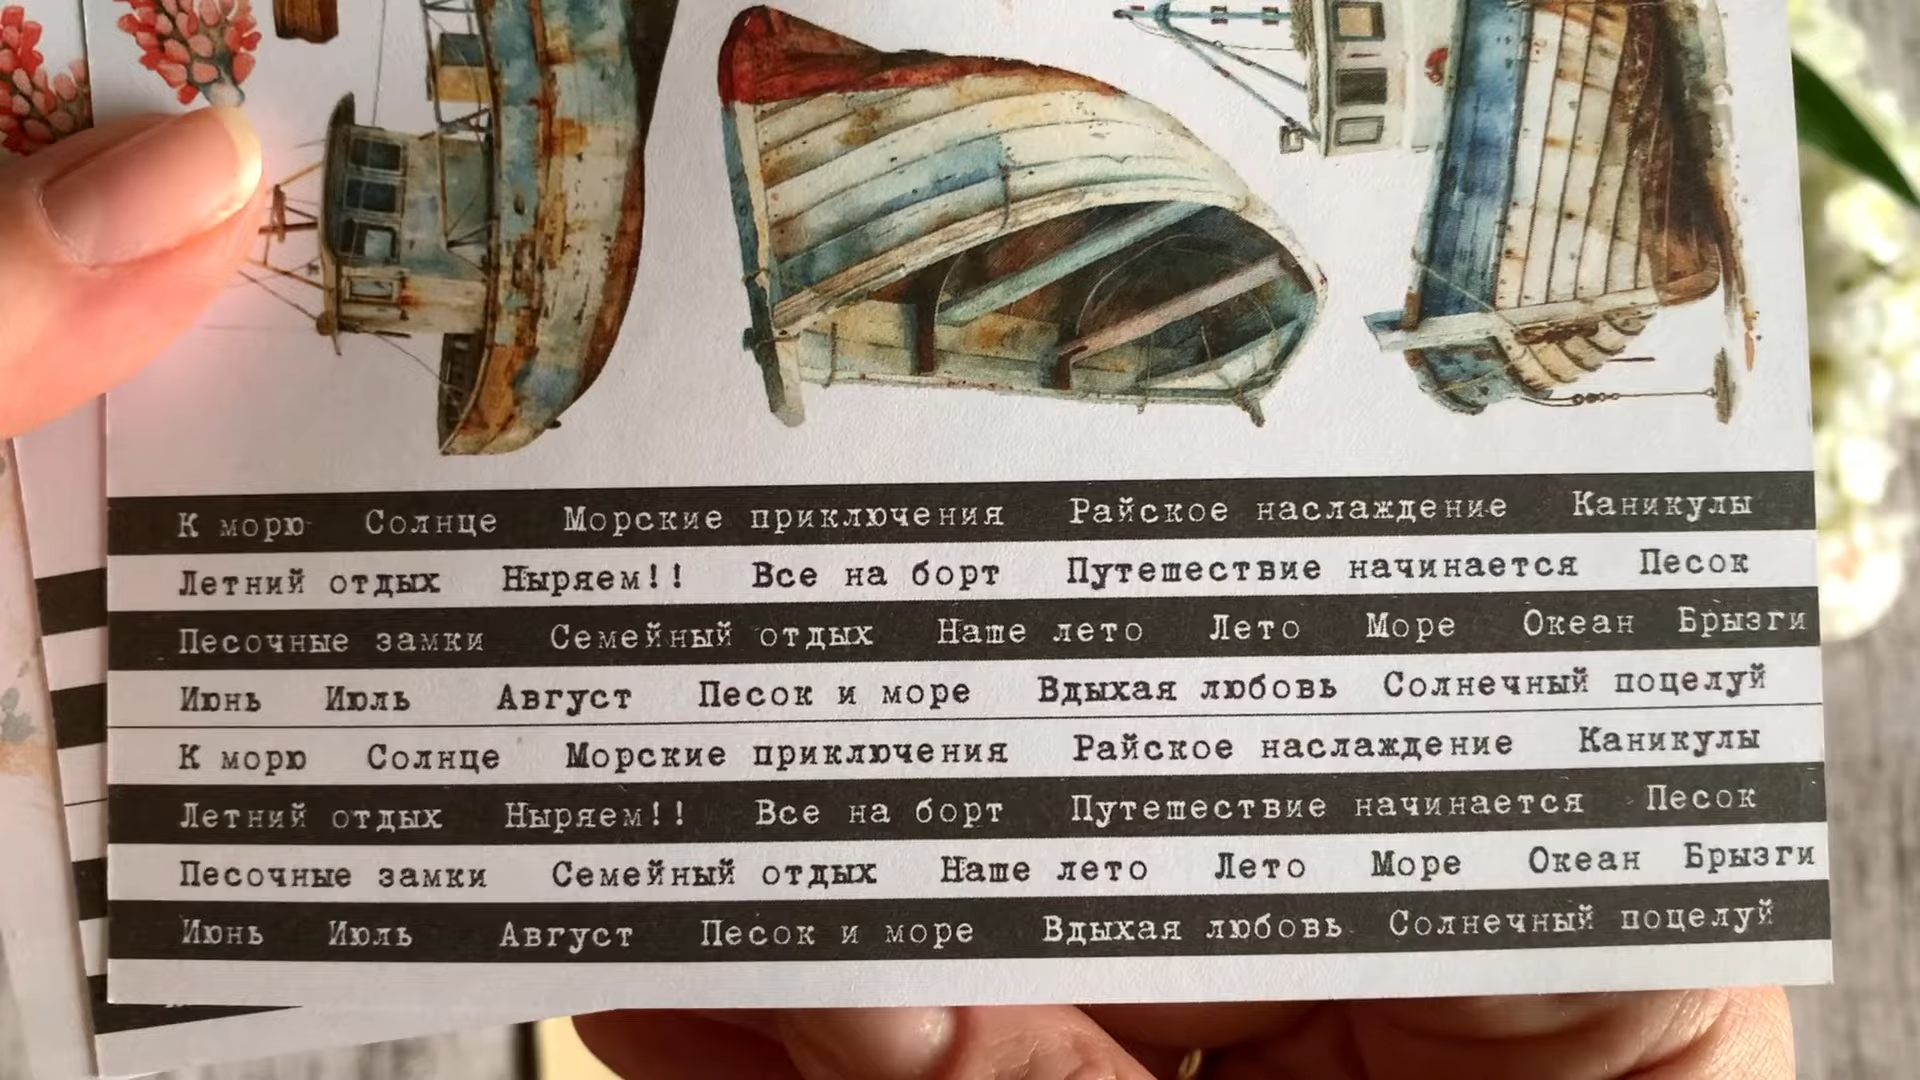 К морю Солнце Морские приключения Райское наслаждение Каникулы
Летний отдых Ныряем!! Все на борт Путешествие начинается Песок
Песочные замки Семейный отдых Наше лето Лето Море Океан Брызги
Июнь Июль Август Песок и море Вдыхая любовь Солнечный поцелуй
К морю Солнце Морские приключения Райское наслаждение Каникулы
Летний отдых Ныряем!! Все на борт Путешествие начинается Песок
Песочные замки Семейный отдых Наше лето Лето Море Океан Брызги
Июнь Июль Август Песок и море Вдыхая любовь Солнечный поцелуй